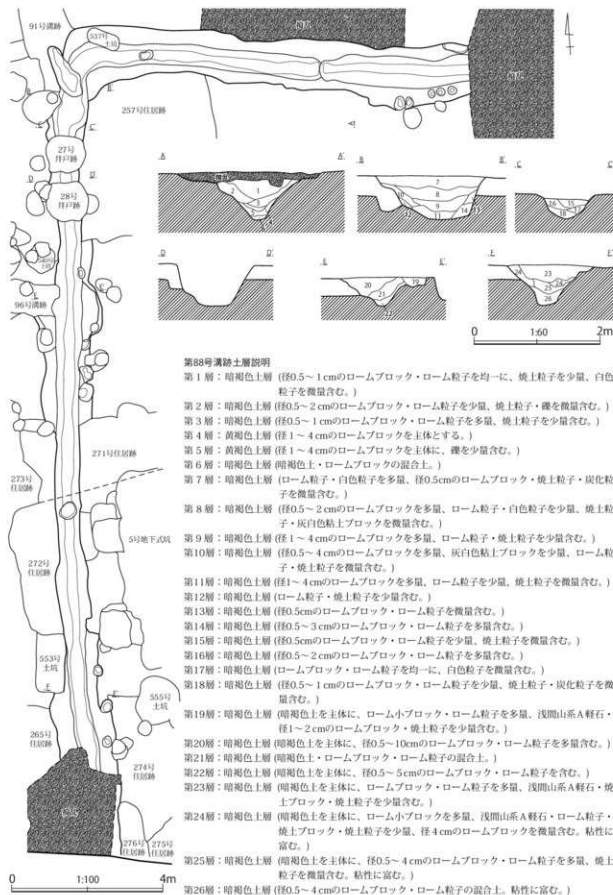 91号溝跡
537号
土坑
攪乱
攪乱
257号住居跡
27号
井戸跡
28号
井戸跡
96号溝跡
271号住居跡
273号
住居跡
5号地下式坑
272号
住居跡
553号
土坑
555号
土坑
265号
住居跡
274号
住居跡
攪乱
276号
住居跡
275号
住居跡
0 1:100 4m
A A'
B B'
C C'
D D'
E E'
F F'
0 1:60 2m
第88号溝跡土層説明
第1層:暗褐色土層 (径0.5~1cmのロームブロック・ローム粒子を均一に、焼土粒子を少量、白色
粒子を微量含む。)
第2層:暗褐色土層 (径0.5~2cmのロームブロック・ローム粒子を少量、焼土粒子・礫を微量含む。)
第3層:暗褐色土層 (径0.5~1cmのロームブロック・ローム粒子を多量、焼土粒子を少量含む。)
第4層:黄褐色土層 (径1~4cmのロームブロックを主体とする。)
第5層:黄褐色土層 (径1~4cmのロームブロックを主体に、礫を少量含む。)
第6層:暗褐色土層 (暗褐色土・ロームブロックの混合土。)
第7層:暗褐色土層 (ローム粒子・白色粒子を多量、径0.5cmのロームブロック・焼土粒子・炭化粒
子を微量含む。)
第8層:暗褐色土層 (径0.5~2cmのロームブロックを多量、ローム粒子・白色粒子を少量、焼土粒
子・灰白色粘土ブロックを微量含む。)
第9層:暗褐色土層 (径1~4cmのロームブロックを多量、ローム粒子・焼土粒子を少量含む。)
第10層:暗褐色土層 (径0.5~4cmのロームブロックを多量、灰白色粘土ブロックを少量、ローム粒
子・焼土粒子を微量含む。)
第11層:暗褐色土層 (径1~4cmのロームブロックを多量、ローム粒子を少量、焼土粒子を微量含む。)
第12層:暗褐色土層 (ローム粒子・焼土粒子を少量含む。)
第13層:暗褐色土層 (径0.5cmのロームブロック・ローム粒子を微量含む。)
第14層:暗褐色土層 (径0.5~3cmのロームブロック・ローム粒子を多量含む。)
第15層:暗褐色土層 (径0.5cmのロームブロック・ローム粒子を少量、焼土粒子を微量含む。)
第16層:暗褐色土層 (径0.5~2cmのロームブロック・ローム粒子を多量含む。)
第17層:暗褐色土層 (ロームブロック・ローム粒子を均一に、白色粒子を微量含む。)
第18層:暗褐色土層 (径0.5~1cmのロームブロック・ローム粒子を少量、焼土粒子・炭化粒子を微
量含む。)
第19層:暗褐色土層 (暗褐色土を主体に、ローム小ブロック・ローム粒子を多量、浅間山系A軽石・
径1~2cmのロームブロック・焼土粒子を少量含む。)
第20層:暗褐色土層 (暗褐色土を主体に、径0.5~10cmのロームブロック・ローム粒子を多量含む。)
第21層:暗褐色土層 (暗褐色土・ロームブロック・ローム粒子の混合土。)
第22層:暗褐色土層 (暗褐色土を主体に、径0.5~5cmのロームブロック・ローム粒子を含む。)
第23層:暗褐色土層 (暗褐色土を主体に、ロームブロック・ローム粒子を多量、浅間山系A軽石・焼
土ブロック・焼土粒子を少量含む。)
第24層:暗褐色土層 (暗褐色土を主体に、ローム小ブロックを多量、浅間山系A軽石・ローム粒子・
焼土ブロック・焼土粒子を少量、径4cmのロームブロックを微量含む。粘性に
富む。)
第25層:暗褐色土層 (暗褐色土を主体に、径0.5~4cmのロームブロック・ローム粒子を多量、焼土
粒子を微量含む。粘性に富む。)
第26層:暗褐色土層 (径0.5~4cmのロームブロック・ローム粒子の混合土。粘性に富む。)